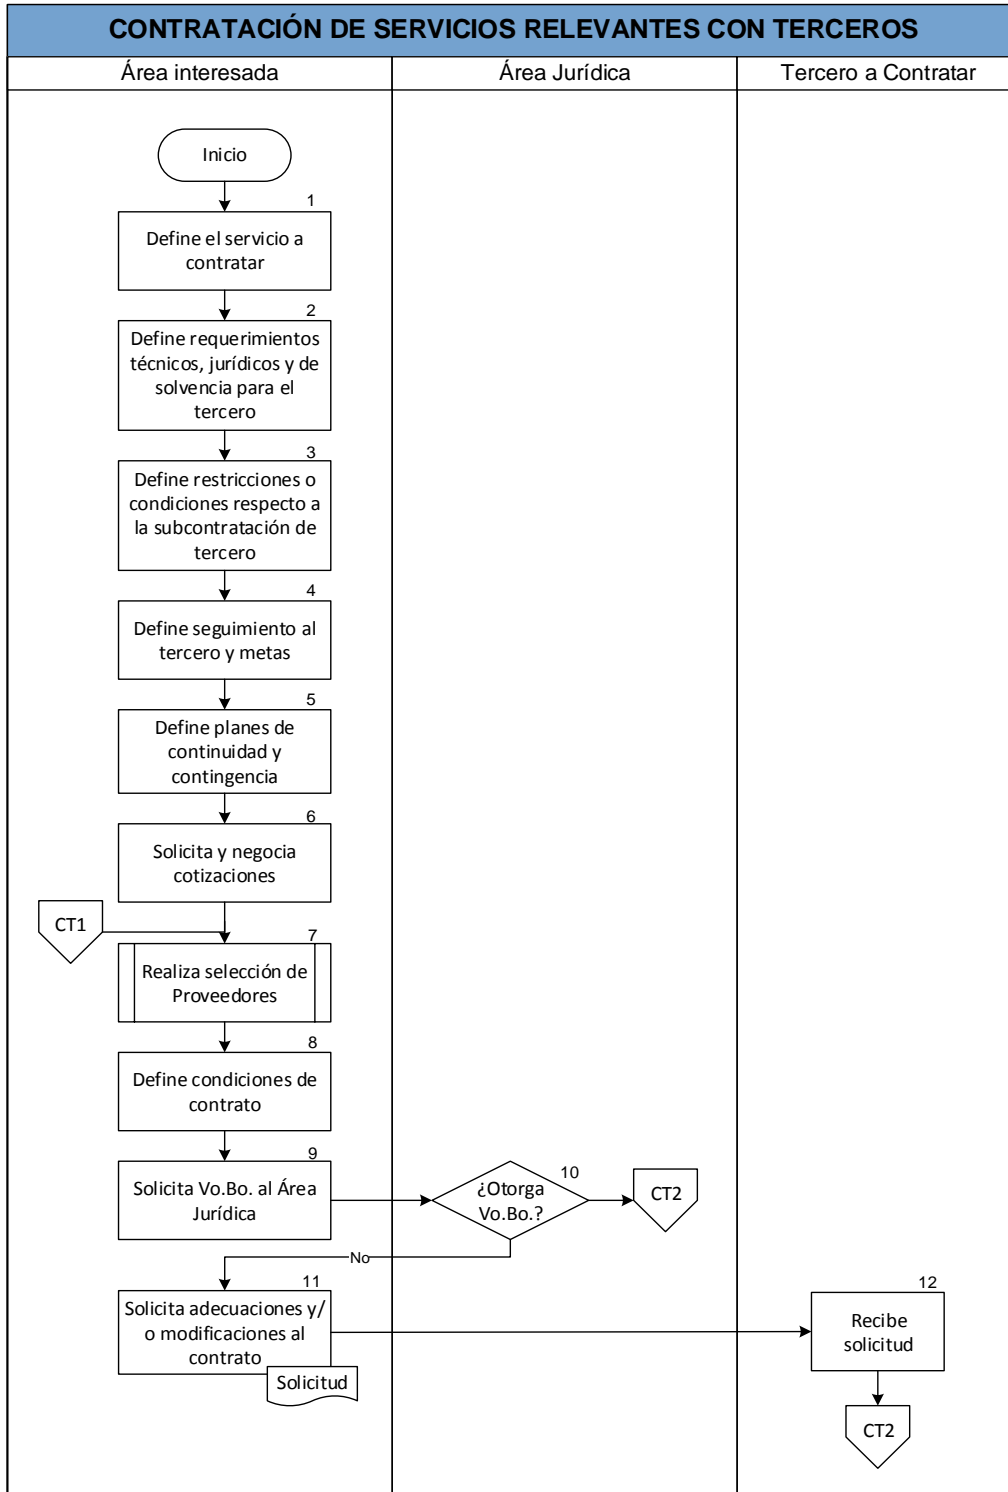 CONTRATACIÓN DE SERVICIOS RELEVANTES CON TERCEROS
Área interesada
Área Jurídica
Tercero a Contratar
Inicio
1
Define el servicio a
contratar
2
Define requerimientos
técnicos, jurídicos y de
solvencia para el
tercero
3
Define restricciones o
condiciones respecto a
la subcontratación de
tercero
4
Define seguimiento al
tercero y metas
5
Define planes de
continuidad y
contingencia
6
Solicita y negocia
cotizaciones
CT1
7
Realiza selección de
Proveedores
8
Define condiciones de
contrato
9
Solicita Vo.Bo. al Área
Jurídica
10
¿Otorga
Vo.Bo.?
CT2
No
11
Solicita adecuaciones y/
o modificaciones al
contrato
Solicitud
12
Recibe
solicitud
CT2